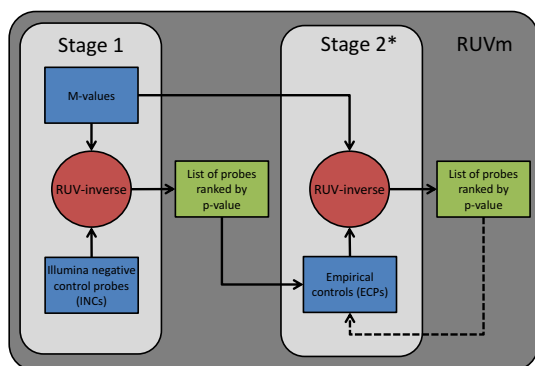 Stage 1
Stage 2*
RUVm
M-values
RUV-inverse
List of probes
ranked by
p-value
RUV-inverse
List of probes
ranked by
p-value
Illumina negative
control probes
(INCs)
Empirical
controls (ECPs)